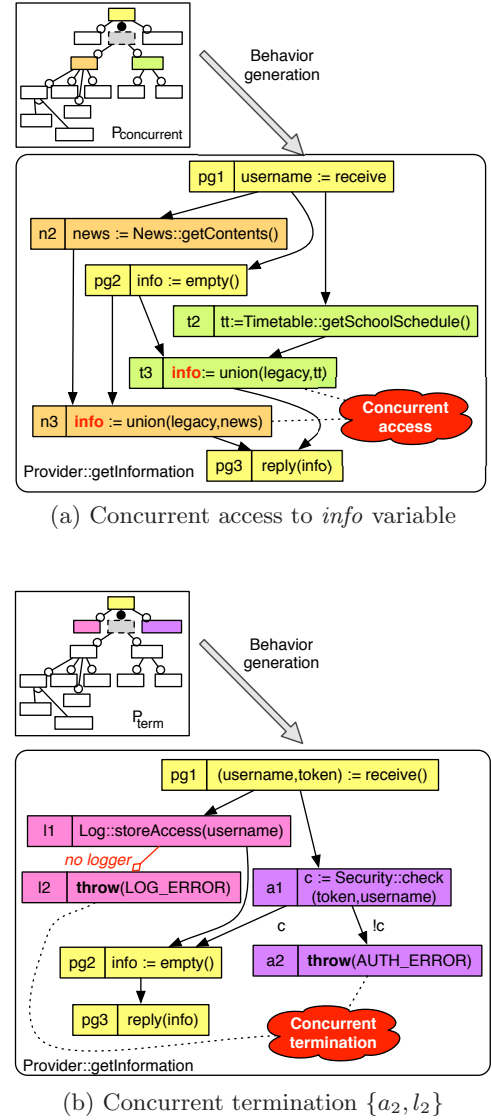 Behavior
generation
Pconcurrent
pg1 username := receive
n2 news := News::getContents()
pg2 info := empty()
t2 tt:=Timetable::getSchoolSchedule()
t3 info:= union(legacy,tt)
Concurrent
access
n3 info := union(legacy,news)
pg3 reply(info)
Provider::getInformation
(a) Concurrent access to info variable
Behavior
generation
Pterm
pg1 (username,token) := receive()
l1 Log::storeAccess(username)
no logger
l2 throw(LOG_ERROR)
a1 c := Security::check
(token,username)
c !c
pg2 info := empty()
a2 throw(AUTH_ERROR)
pg3 reply(info)
Concurrent
termination
Provider::getInformation
(b) Concurrent termination {a2, l2}